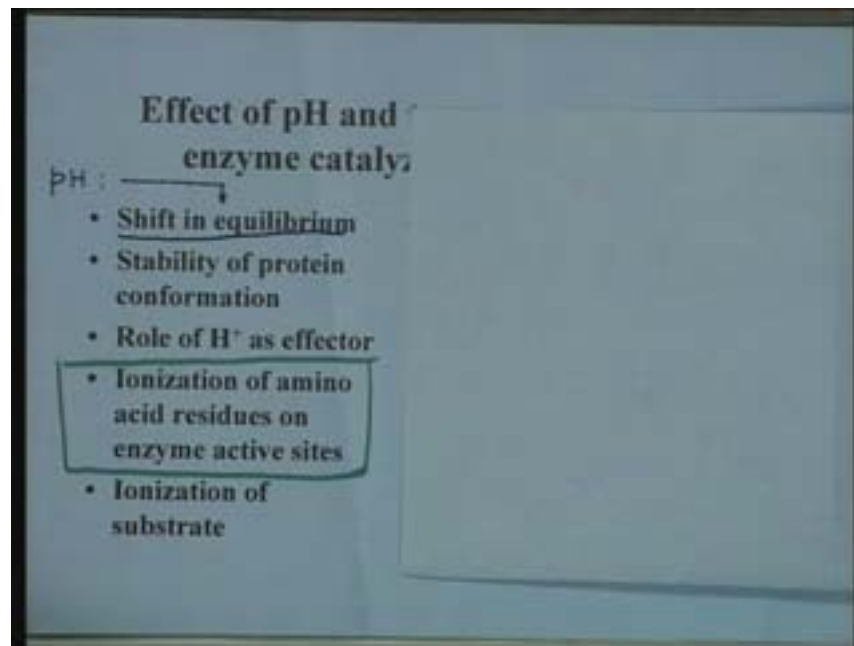 Effect of pH and
enzyme cataly
pH :
• Shift in equilibrium
• Stability of protein
conformation
• Role of H⁺ as effector
• Ionization of amino
acid residues on
enzyme active sites
• Ionization of
substrate